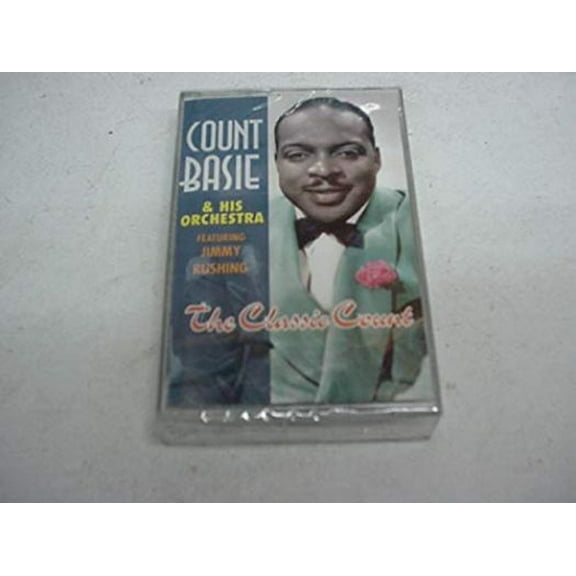 COUNT
BASIE
& HIS
ORCHESTRA
FEATURING
JIMMY
RUSHING
The Classic Count